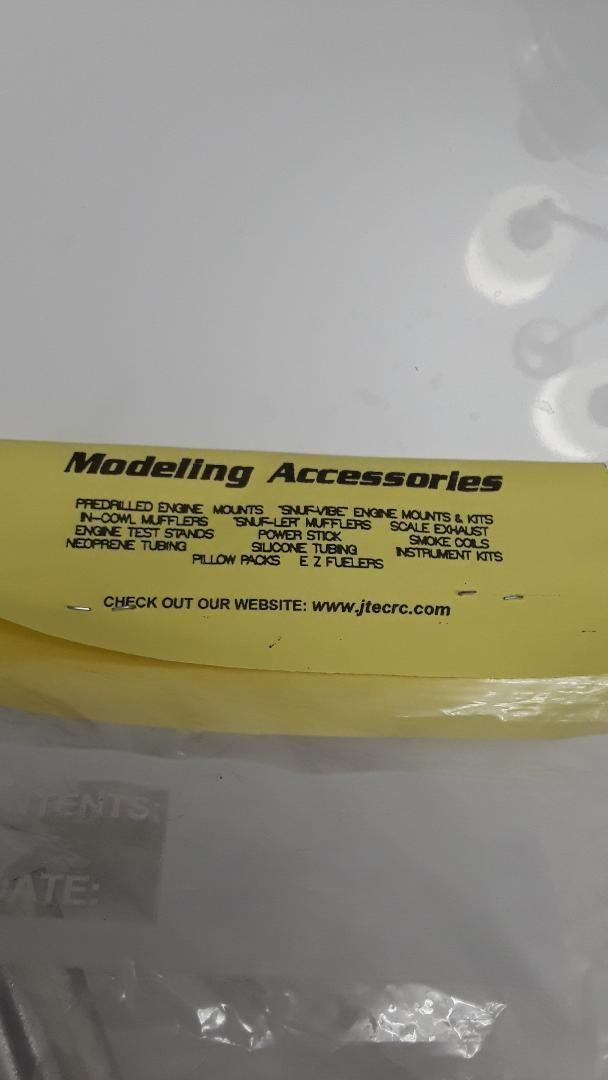 Modeling Accessories
PREDRILLED ENGINE MOUNTS "SNUF-VIBE" ENGINE MOUNTS & KITS
IN-COWL MUFFLERS "SNUF-LER" MUFFLERS SCALE EXHAUST
ENGINE TEST STANDS POWER STICK SMOKE COILS
NEOPRENE TUBING SILICONE TUBING INSTRUMENT KITS
PILLOW PACKS E Z FUELERS
CHECK OUT OUR WEBSITE: www.jtecrc.com
NTENTS:
ATE: